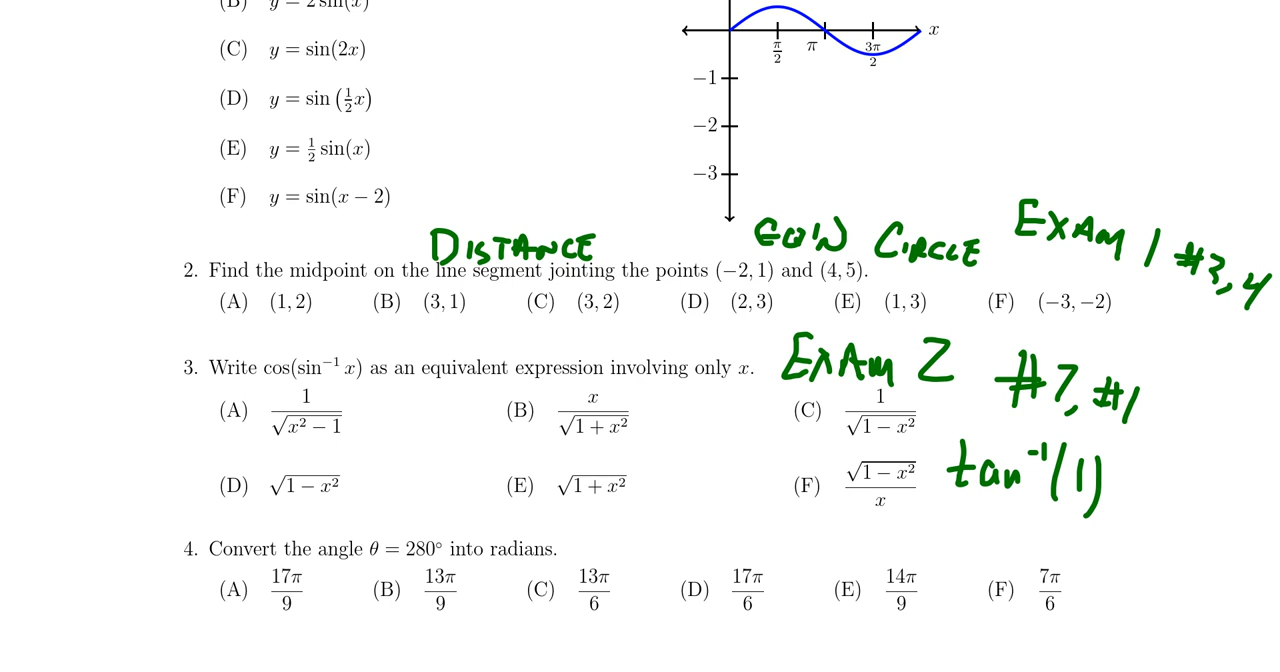 (B) y = 2 sin(x)
(C) y = sin(2x)
(D) y = sin (1/2 x)
(E) y = 1/2 sin(x)
(F) y = sin(x − 2)
x
π/2 π 3π/2
−1
−2
−3
DISTANCE EQ'N CIRCLE EXAM 1 #3, 4
2. Find the midpoint on the line segment jointing the points (−2, 1) and (4, 5).
(A) (1, 2) (B) (3, 1) (C) (3, 2) (D) (2, 3) (E) (1, 3) (F) (−3, −2)
EXAM 2 #7, #1
3. Write cos(sin⁻¹ x) as an equivalent expression involving only x.
(A) 1/√(x² − 1) (B) x/√(1 + x²) (C) 1/√(1 − x²)
(D) √(1 − x²) (E) √(1 + x²) (F) √(1 − x²)/x
tan⁻¹(1)
4. Convert the angle θ = 280° into radians.
(A) 17π/9 (B) 13π/9 (C) 13π/6 (D) 17π/6 (E) 14π/9 (F) 7π/6